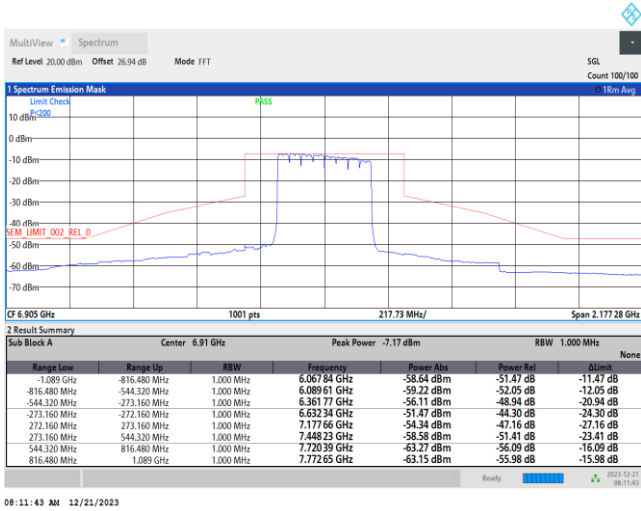 MultiView Spectrum
Ref Level 20.00 dBm Offset 26.94 dB Mode FFT SGL
Count 100/100
1 Spectrum Emission Mask 1Rm Avg
Limit Check PASS
P<200
10 dBm
0 dBm
-10 dBm
-20 dBm
-30 dBm
-40 dBm
SEM_LIMIT_002_REL_0
-50 dBm
-60 dBm
-70 dBm
CF 6.905 GHz 1001 pts 217.73 MHz/ Span 2.177 28 GHz
2 Result Summary
Sub Block A Center 6.91 GHz Peak Power -7.17 dBm RBW 1.000 MHz
None
Range Low Range Up RBW Frequency Power Abs Power Rel ΔLimit
-1.089 GHz -816.480 MHz 1.000 MHz 6.067 84 GHz -58.64 dBm -51.47 dB -11.47 dB
-816.480 MHz -544.320 MHz 1.000 MHz 6.089 61 GHz -59.22 dBm -52.05 dB -12.05 dB
-544.320 MHz -273.160 MHz 1.000 MHz 6.361 77 GHz -56.11 dBm -48.94 dB -20.94 dB
-273.160 MHz -272.160 MHz 1.000 MHz 6.632 34 GHz -51.47 dBm -44.30 dB -24.30 dB
272.160 MHz 273.160 MHz 1.000 MHz 7.177 66 GHz -54.34 dBm -47.16 dB -27.16 dB
273.160 MHz 544.320 MHz 1.000 MHz 7.448 23 GHz -58.58 dBm -51.41 dB -23.41 dB
544.320 MHz 816.480 MHz 1.000 MHz 7.720 39 GHz -63.27 dBm -56.09 dB -16.09 dB
816.480 MHz 1.089 GHz 1.000 MHz 7.772 65 GHz -63.15 dBm -55.98 dB -15.98 dB
Ready 2023-12-21
08:11:43
08:11:43 AM 12/21/2023